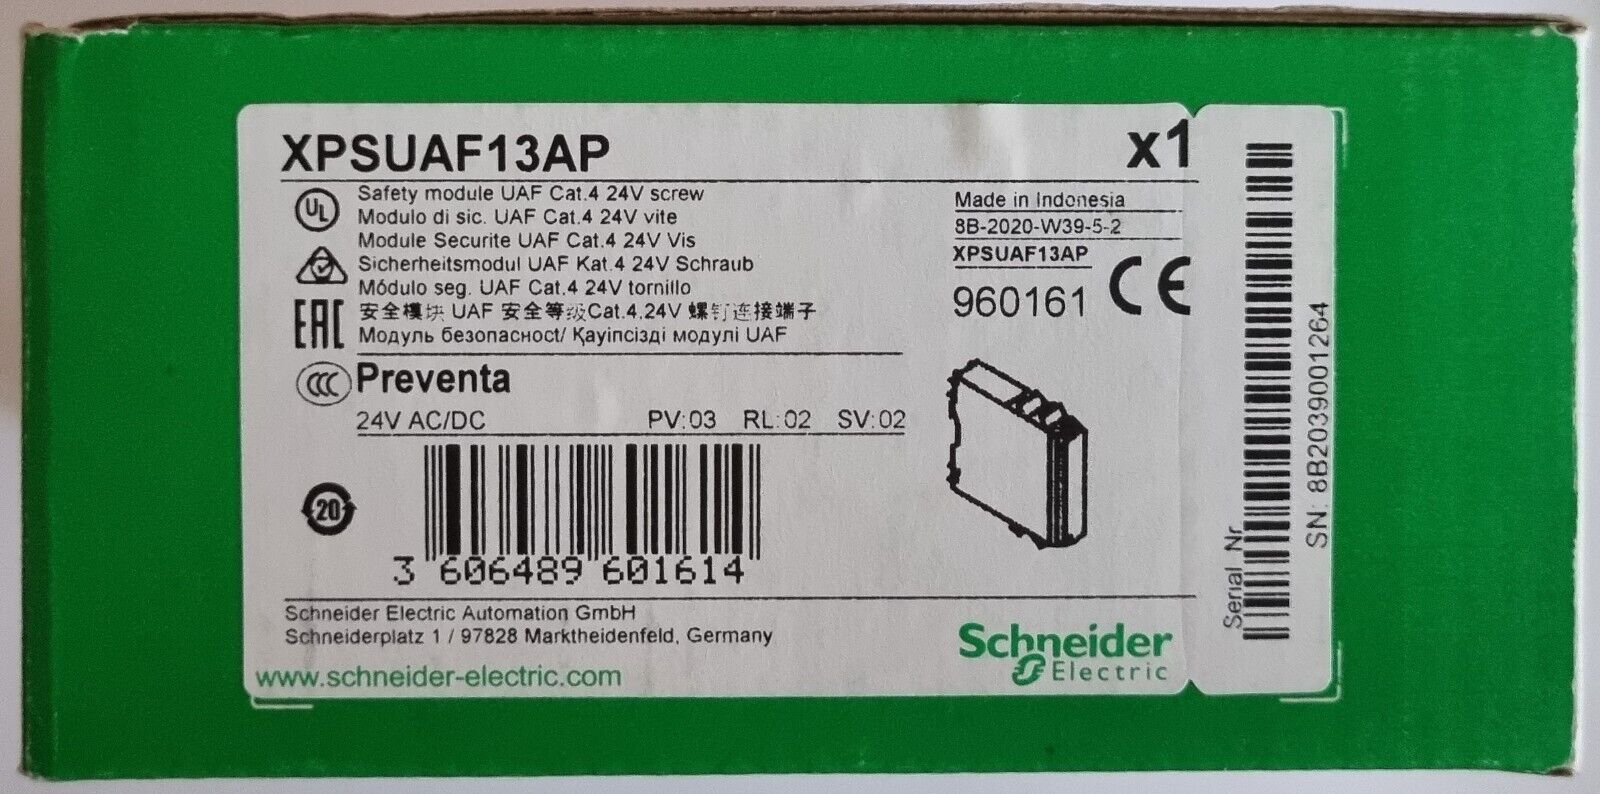 XPSUAF13AP
x1
UL
Safety module UAF Cat.4 24V screw
Modulo di sic. UAF Cat.4 24V vite
Module Securite UAF Cat.4 24V Vis
Sicherheitsmodul UAF Kat.4 24V Schraub
Módulo seg. UAF Cat.4 24V tornillo
安全模块 UAF 安全等级Cat.4,24V 螺钉连接端子
Модуль безопасност/ Қауіпсізді модулі UAF
EAC
CCC
Preventa
24V AC/DC PV:03 RL:02 SV:02
Made in Indonesia
8B-2020-W39-5-2
XPSUAF13AP
960161
CE
20
3 606489 601614
Schneider Electric Automation GmbH
Schneiderplatz 1 / 97828 Marktheidenfeld, Germany
www.schneider-electric.com
Schneider
Electric
Serial Nr
SN: 8B2039001264